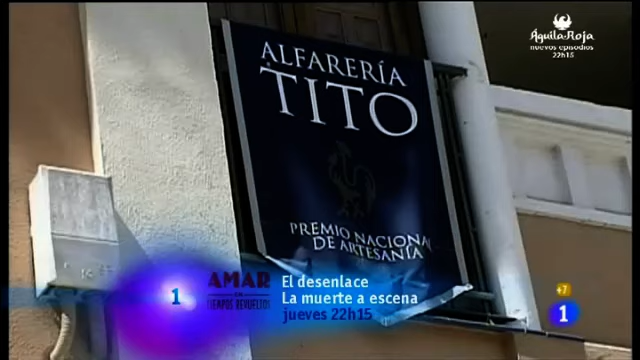 Águila·Roja
nuevos episodios
22h15
ALFARERÍA
TITO
PREMIO NACIONAL
DE ARTESANÍA
1
AMAR
EN
TIEMPOS REVUELTOS
El desenlace
La muerte a escena
jueves 22h15
+7
1